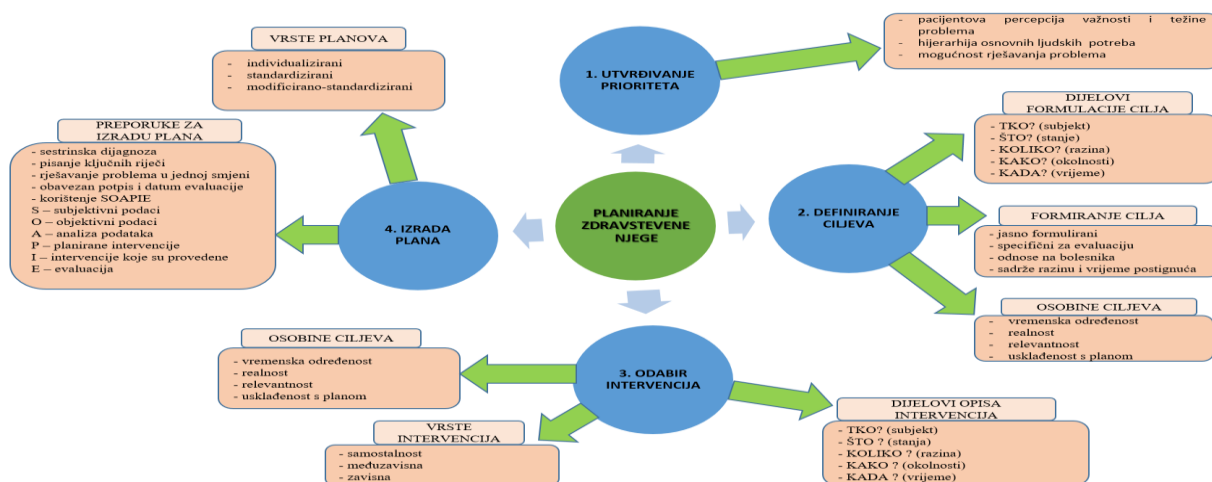 PLANIRANJE
ZDRAVSTEVENE
NJEGE
1. UTVRĐIVANJE
PRIORITETA
- pacijentova percepcija važnosti i težine
problema
- hijerarhija osnovnih ljudskih potreba
- mogućnost rješavanja problema
2. DEFINIRANJE
CILJEVA
DIJELOVI
FORMULACIJE CILJA
- TKO? (subjekt)
- ŠTO? (stanje)
- KOLIKO? (razina)
- KAKO? (okolnosti)
- KADA? (vrijeme)
FORMIRANJE CILJA
- jasno formulirani
- specifični za evaluaciju
- odnose na bolesnika
- sadrže razinu i vrijeme postignuća
OSOBINE CILJEVA
- vremenska određenost
- realnost
- relevantnost
- usklađenost s planom
3. ODABIR
INTERVENCIJA
OSOBINE CILJEVA
- vremenska određenost
- realnost
- relevantnost
- usklađenost s planom
VRSTE
INTERVENCIJA
- samostalnost
- međuzavisna
- zavisna
DIJELOVI OPISA
INTERVENCIJA
- TKO? (subjekt)
- ŠTO ? (stanja)
- KOLIKO ? (razina)
- KAKO ? (okolnosti)
- KADA ? (vrijeme)
4. IZRADA
PLANA
VRSTE PLANOVA
- individualizirani
- standardizirani
- modificirano-standardizirani
PREPORUKE ZA
IZRADU PLANA
- sestrinska dijagnoza
- pisanje ključnih riječi
- rješavanje problema u jednoj smjeni
- obavezan potpis i datum evaluacije
- korištenje SOAPIE
S – subjektivni podaci
O – objektivni podaci
A – analiza podataka
P – planirane intervencije
I – intervencije koje su provedene
E – evaluacija